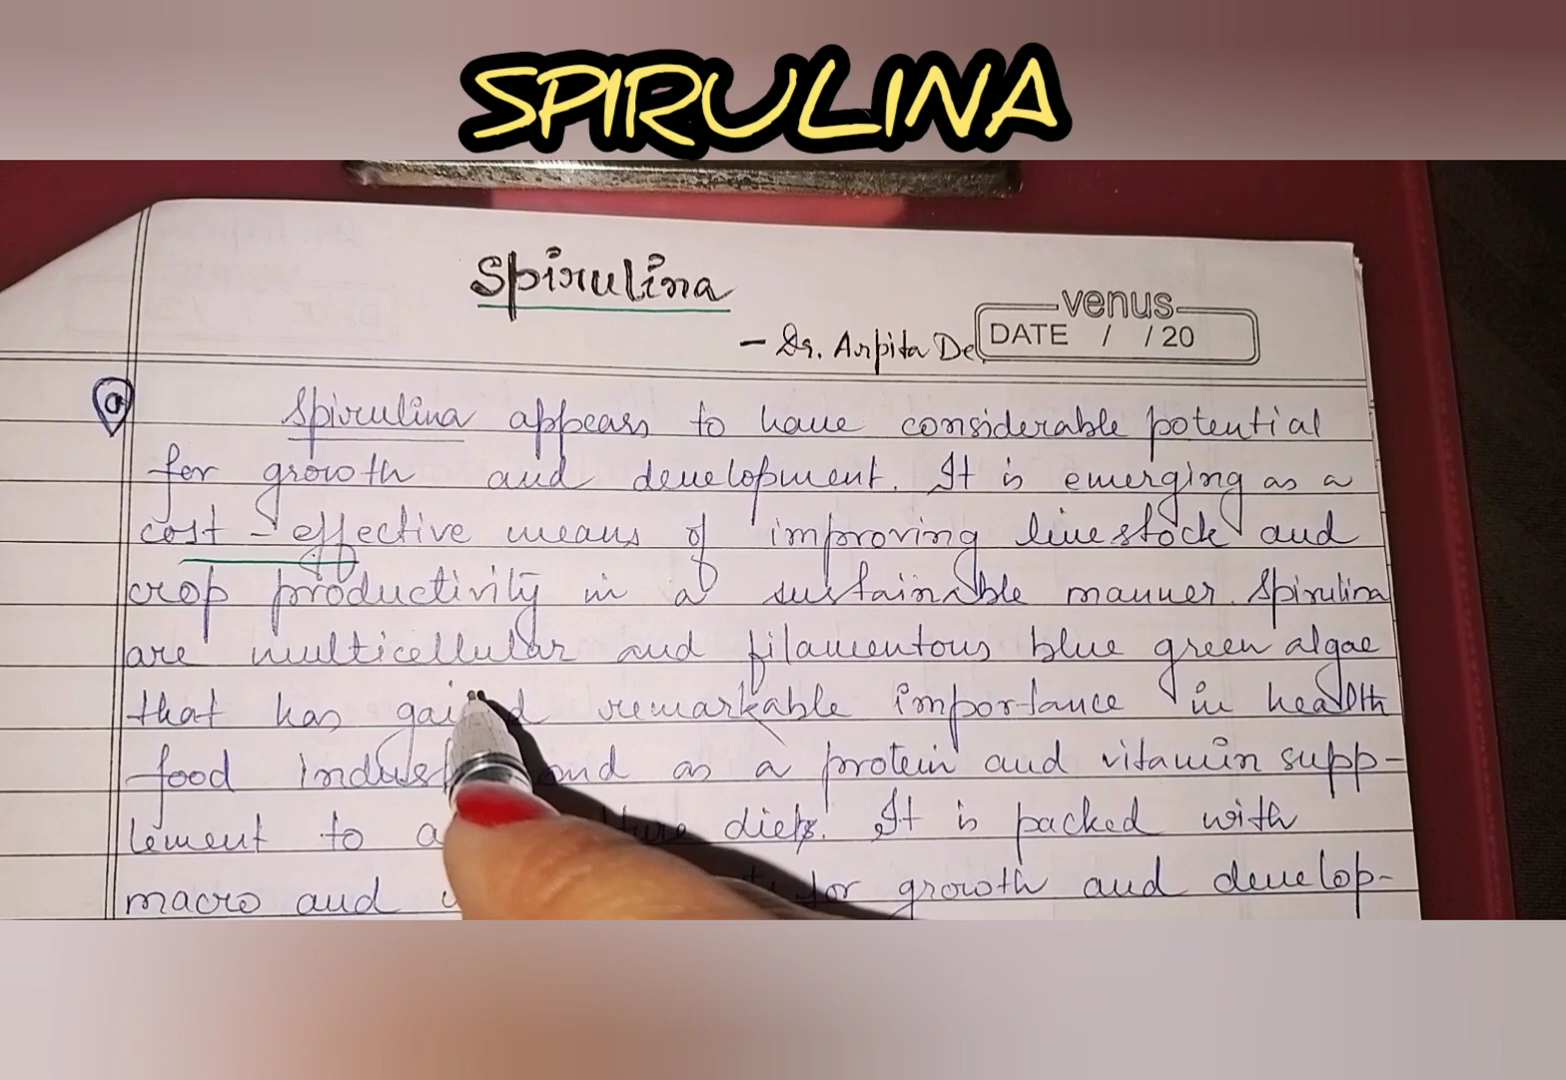 SPIRULINA
Spirulina
venus
DATE / /20
- Dr. Arpita De
Spirulina appears to have considerable potential
for growth and development. It is emerging as a
cost-effective means of improving livestock and
crop productivity in a sustainable manner. Spirulina
are multicellular and filamentous blue green algae
that has remarkable importance in health
food and as a protein and vitamin supp-
lement to diets. It is packed with
macro and for growth and develop-